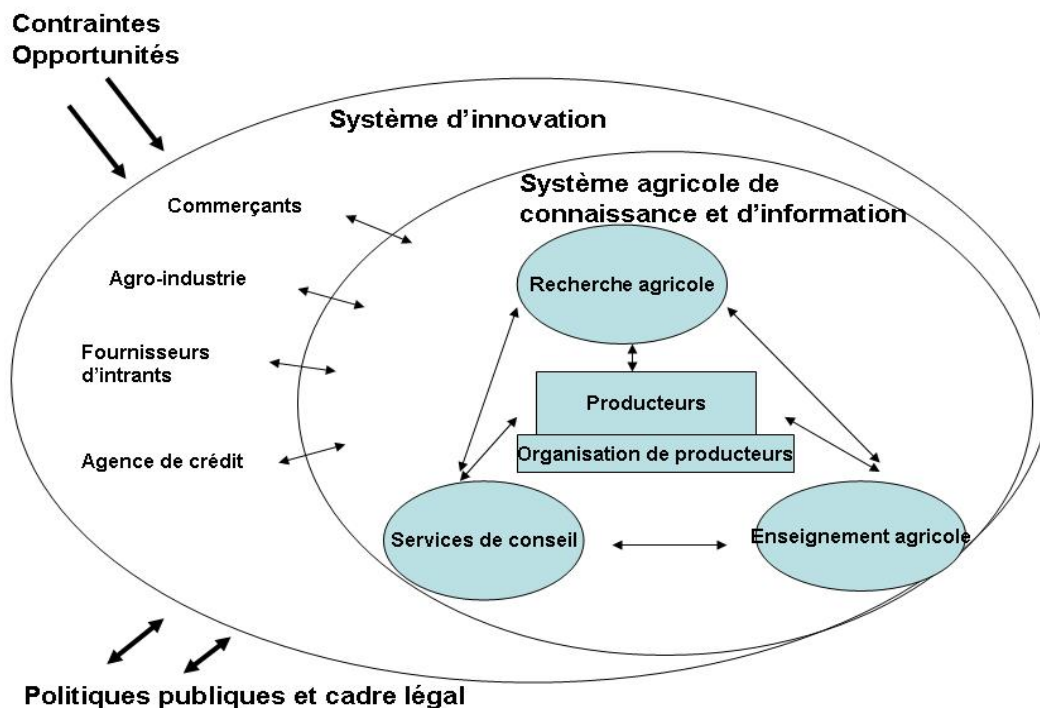 Contraintes
Opportunités
Système d'innovation
Système agricole de
connaissance et d'information
Commerçants
Recherche agricole
Agro-industrie
Fournisseurs
d'intrants
Producteurs
Organisation de producteurs
Agence de crédit
Services de conseil
Enseignement agricole
Politiques publiques et cadre légal